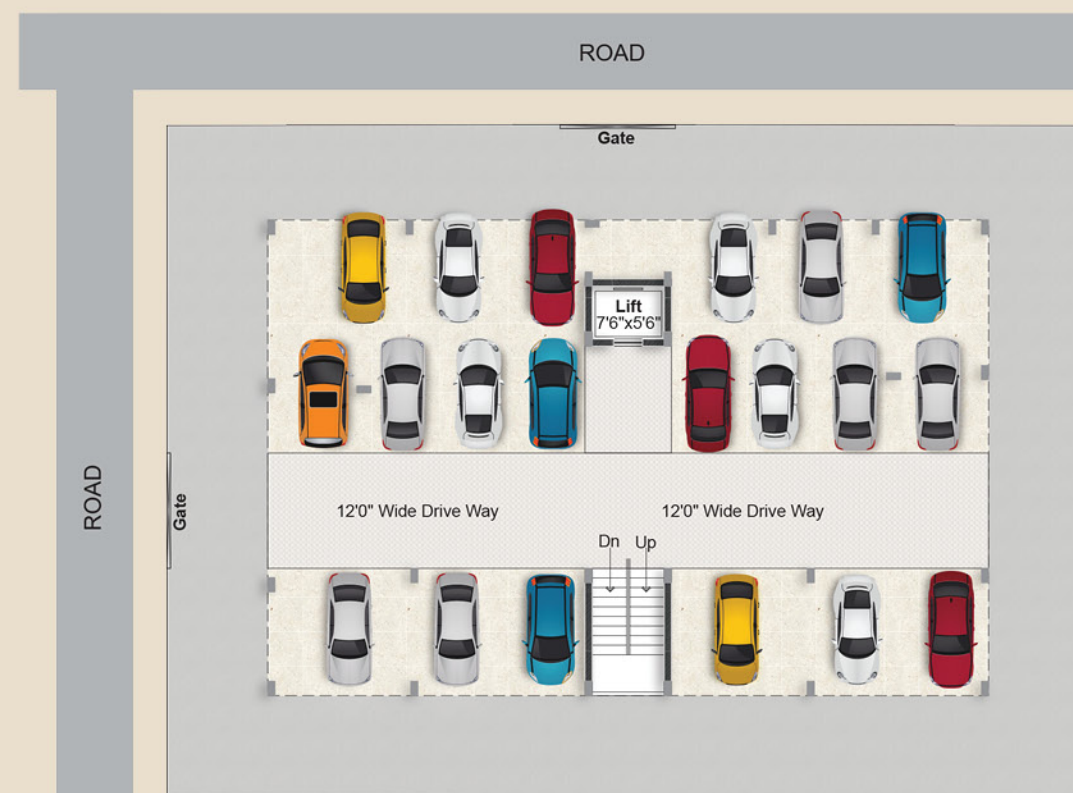 ROAD
Gate
Lift
7'6"x5'6"
ROAD
Gate
12'0" Wide Drive Way
12'0" Wide Drive Way
Dn
Up